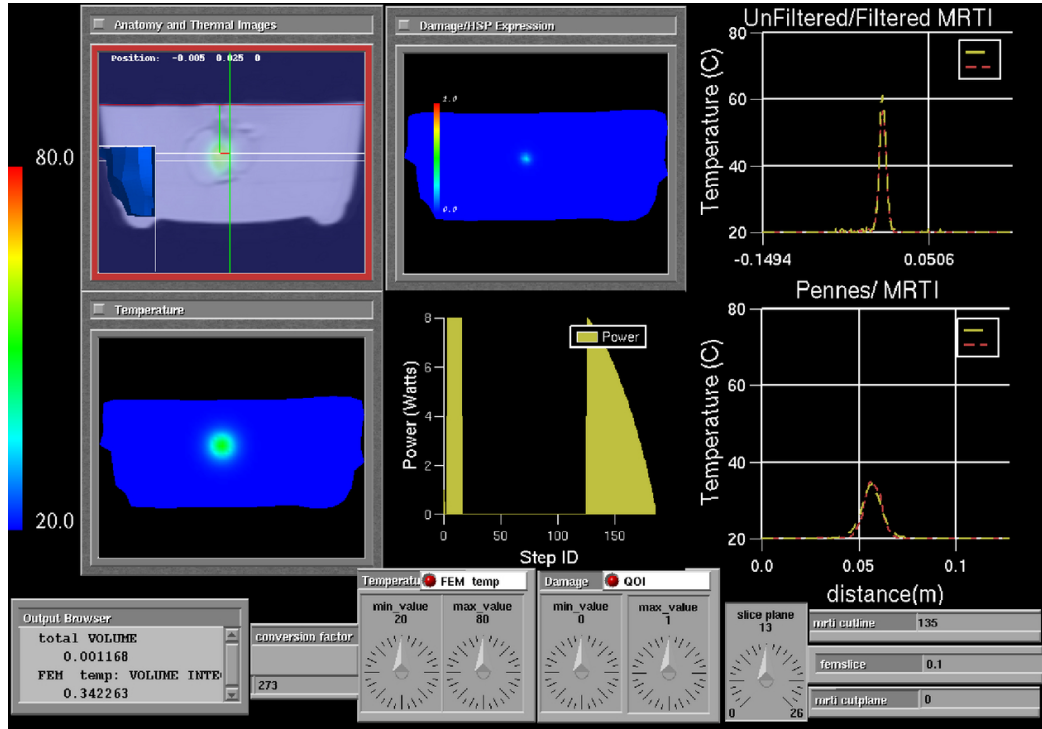 Anatomy and Thermal Images
Position: -0.005 0.025 0
Damage/HSP Expression
1.0
0.0
UnFiltered/Filtered MRTI
Temperature (C)
80
60
40
20
-0.1494
0.0506
80.0
20.0
Temperature
Power (Watts)
8
6
4
2
0
Power
0
50
100
150
Step ID
Pennes/ MRTI
Temperature (C)
80
60
40
20
0.0
0.05
0.1
distance(m)
Output Browser
total VOLUME
0.001168
FEM temp: VOLUME INTE
0.342263
conversion factor
273
Temperatu
FEM temp
min_value
20
max_value
80
Damage
QOI
min_value
0
max_value
1
slice plane
13
0
26
mrti cutline
135
femslice
0.1
mrti cutplane
0